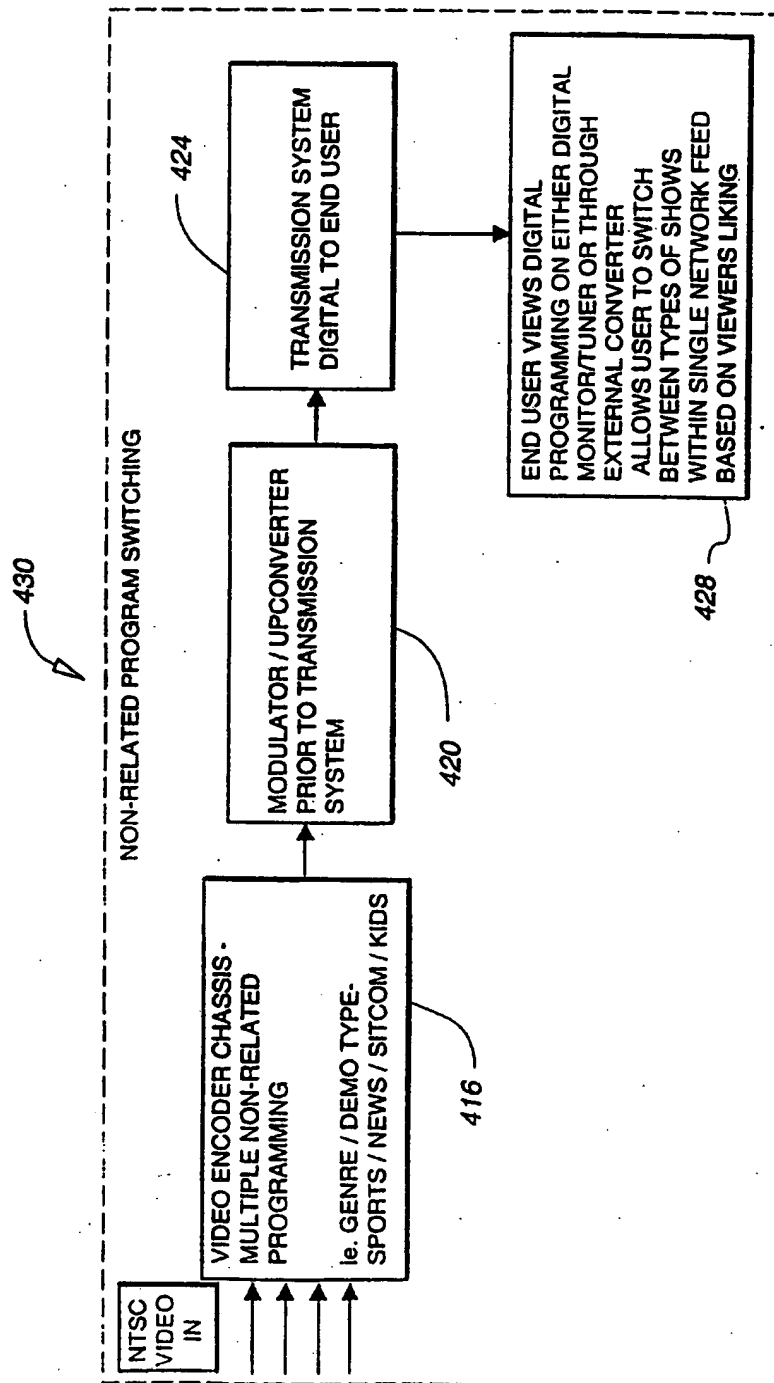 430
NON-RELATED PROGRAM SWITCHING
NTSC
VIDEO
IN
VIDEO ENCODER CHASSIS -
MULTIPLE NON-RELATED
PROGRAMMING
Ie. GENRE / DEMO TYPE-
SPORTS / NEWS / SITCOM / KIDS
416
MODULATOR / UPCONVERTER
PRIOR TO TRANSMISSION
SYSTEM
420
TRANSMISSION SYSTEM
DIGITAL TO END USER
424
END USER VIEWS DIGITAL
PROGRAMMING ON EITHER DIGITAL
MONITOR/TUNER OR THROUGH
EXTERNAL CONVERTER
ALLOWS USER TO SWITCH
BETWEEN TYPES OF SHOWS
WITHIN SINGLE NETWORK FEED
BASED ON VIEWERS LIKING
428